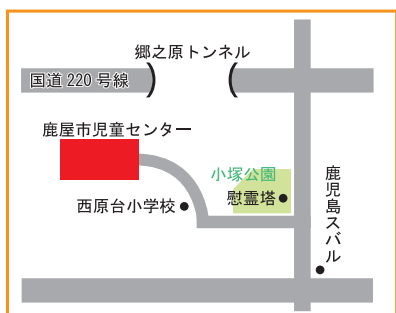 郷之原トンネル
国道220号線
鹿屋市児童センター
小塚公園
慰霊塔
西原台小学校
鹿児島スバル